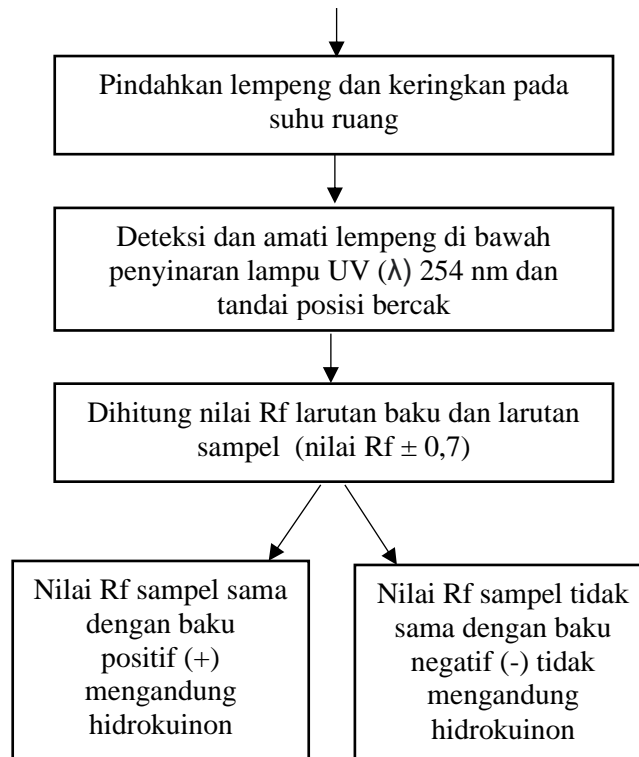 Pindahkan lempeng dan keringkan pada
suhu ruang
Deteksi dan amati lempeng di bawah
penyinaran lampu UV (λ) 254 nm dan
tandai posisi bercak
Dihitung nilai Rf larutan baku dan larutan
sampel (nilai Rf ± 0,7)
Nilai Rf sampel sama
dengan baku
positif (+)
mengandung
hidrokuinon
Nilai Rf sampel tidak
sama dengan baku
negatif (-) tidak
mengandung
hidrokuinon